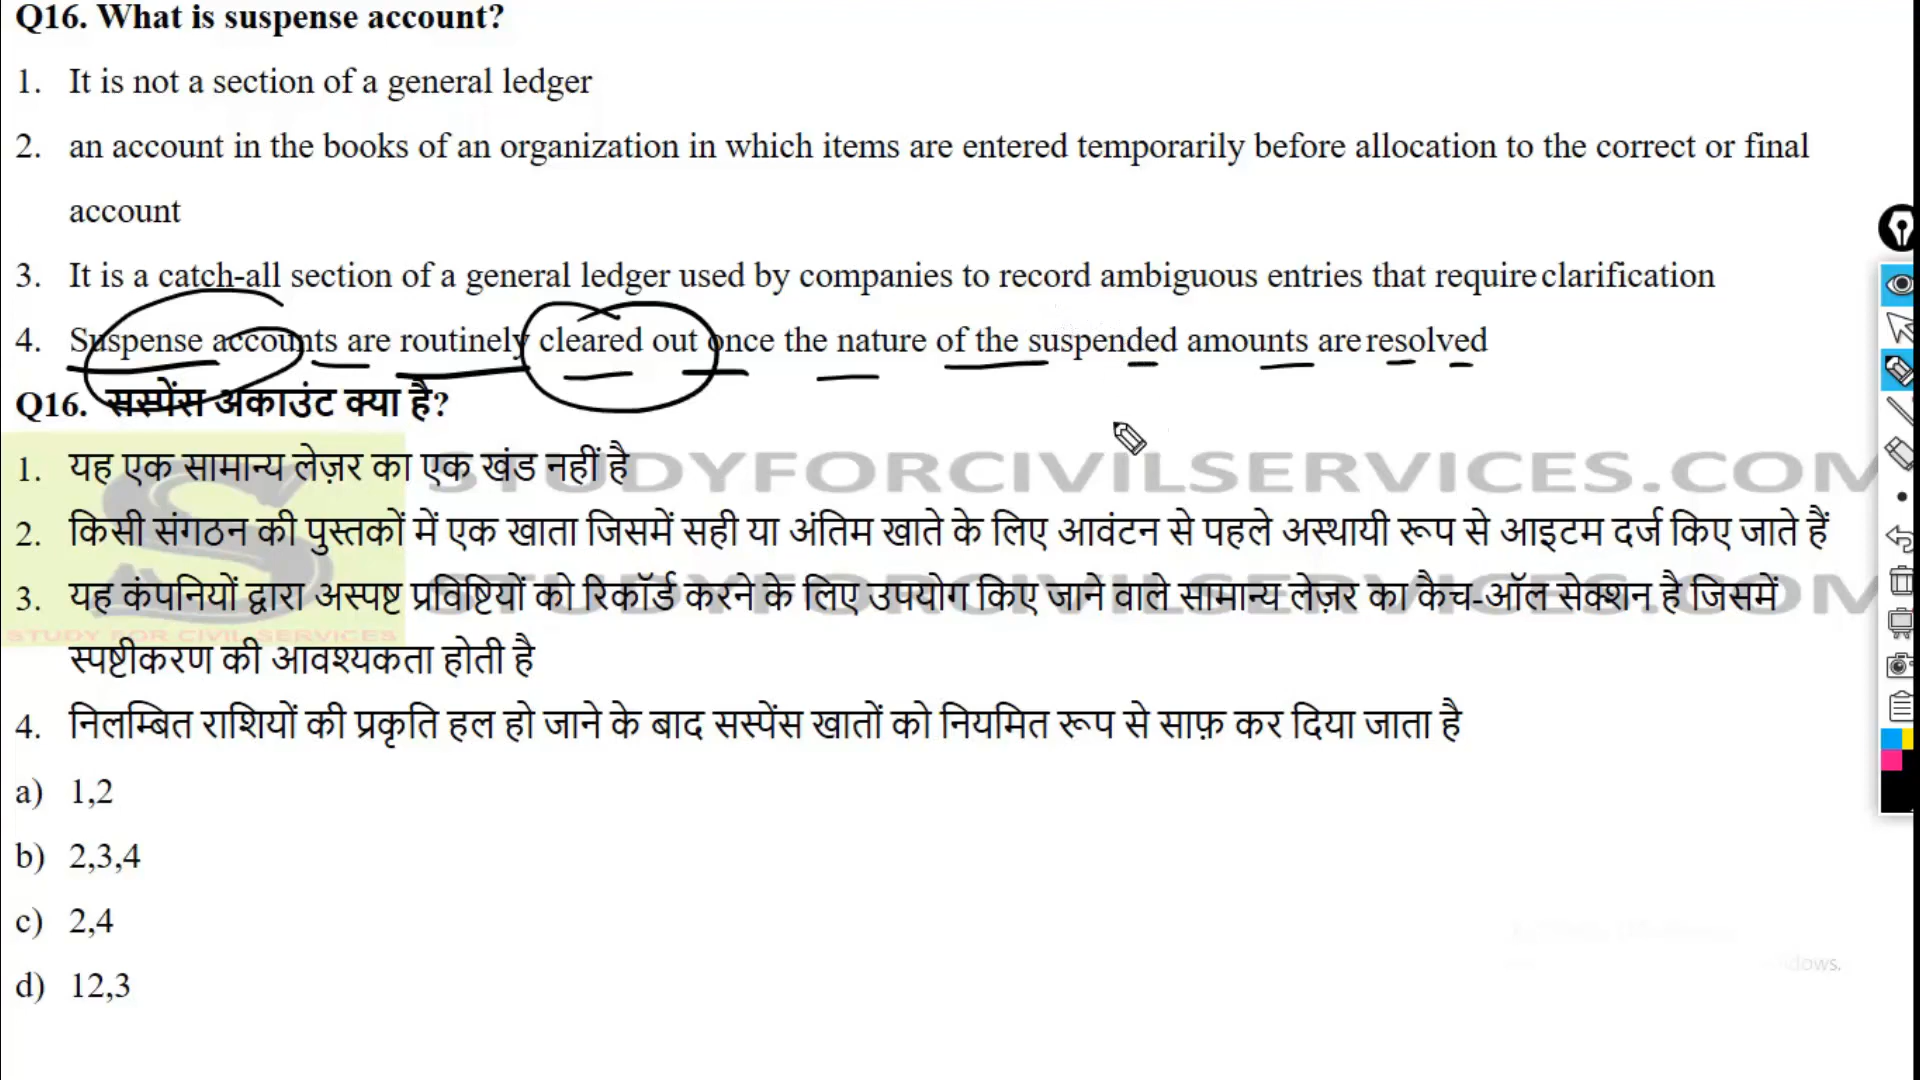 Q16. What is suspense account?
1. It is not a section of a general ledger
2. an account in the books of an organization in which items are entered temporarily before allocation to the correct or final
account
3. It is a catch-all section of a general ledger used by companies to record ambiguous entries that require clarification
4. Suspense accounts are routinely cleared out once the nature of the suspended amounts are resolved
Q16. सस्पेंस अकाउंट क्या है?
1. यह एक सामान्य लेज़र का एक खंड नहीं है
STUDYFORCIVILSERVICES.COM
2. किसी संगठन की पुस्तकों में एक खाता जिसमें सही या अंतिम खाते के लिए आवंटन से पहले अस्थायी रूप से आइटम दर्ज किए जाते हैं
3. यह कंपनियों द्वारा अस्पष्ट प्रविष्टियों को रिकॉर्ड करने के लिए उपयोग किए जाने वाले सामान्य लेज़र का कैच-ऑल सेक्शन है जिसमें
STUDYFORCIVILSERVICES.COM
STUDY FOR CIVIL SERVICES
स्पष्टीकरण की आवश्यकता होती है
4. निलम्बित राशियों की प्रकृति हल हो जाने के बाद सस्पेंस खातों को नियमित रूप से साफ़ कर दिया जाता है
a) 1,2
b) 2,3,4
c) 2,4
d) 12,3